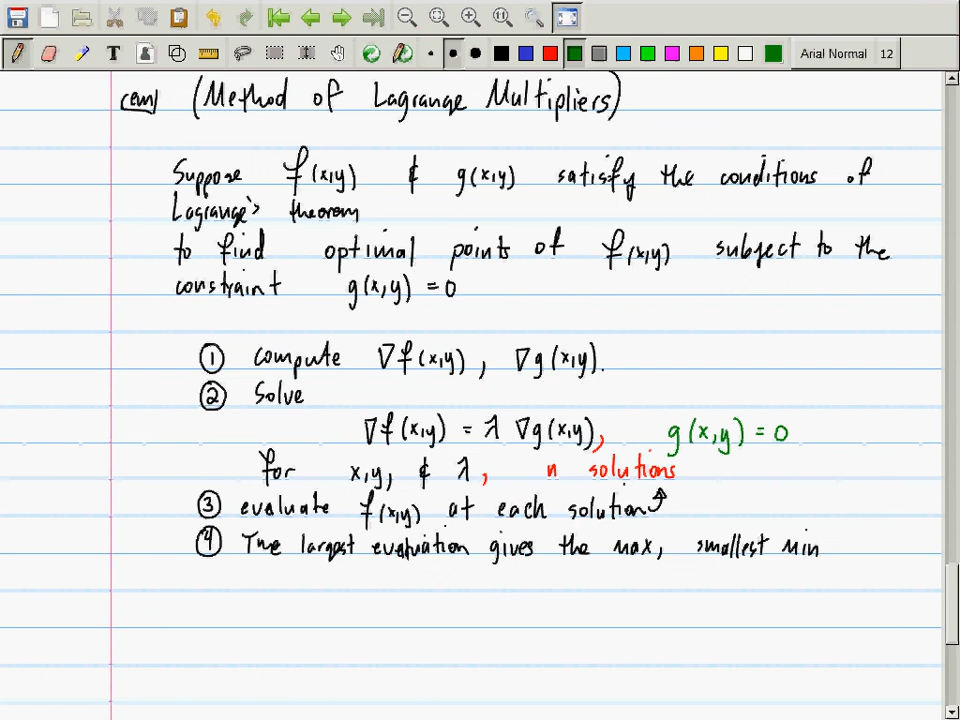 Arial Normal 12
rem (Method of Lagrange Multipliers)
Suppose f(x,y) & g(x,y) satisfy the conditions of
Lagrange's theorem
to find optimal points of f(x,y) subject to the
constraint g(x,y) = 0
① compute ∇f(x,y), ∇g(x,y).
② Solve
∇f(x,y) = λ ∇g(x,y), g(x,y) = 0
for x,y, & λ, n solutions
③ evaluate f(x,y) at each solution
④ The largest evaluation gives the max, smallest min